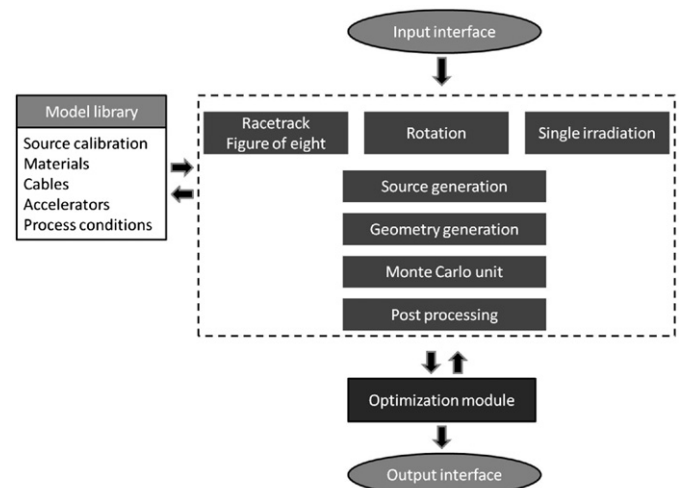 Input interface
Model library
Source calibration
Materials
Cables
Accelerators
Process conditions
Racetrack
Figure of eight
Rotation
Single irradiation
Source generation
Geometry generation
Monte Carlo unit
Post processing
Optimization module
Output interface